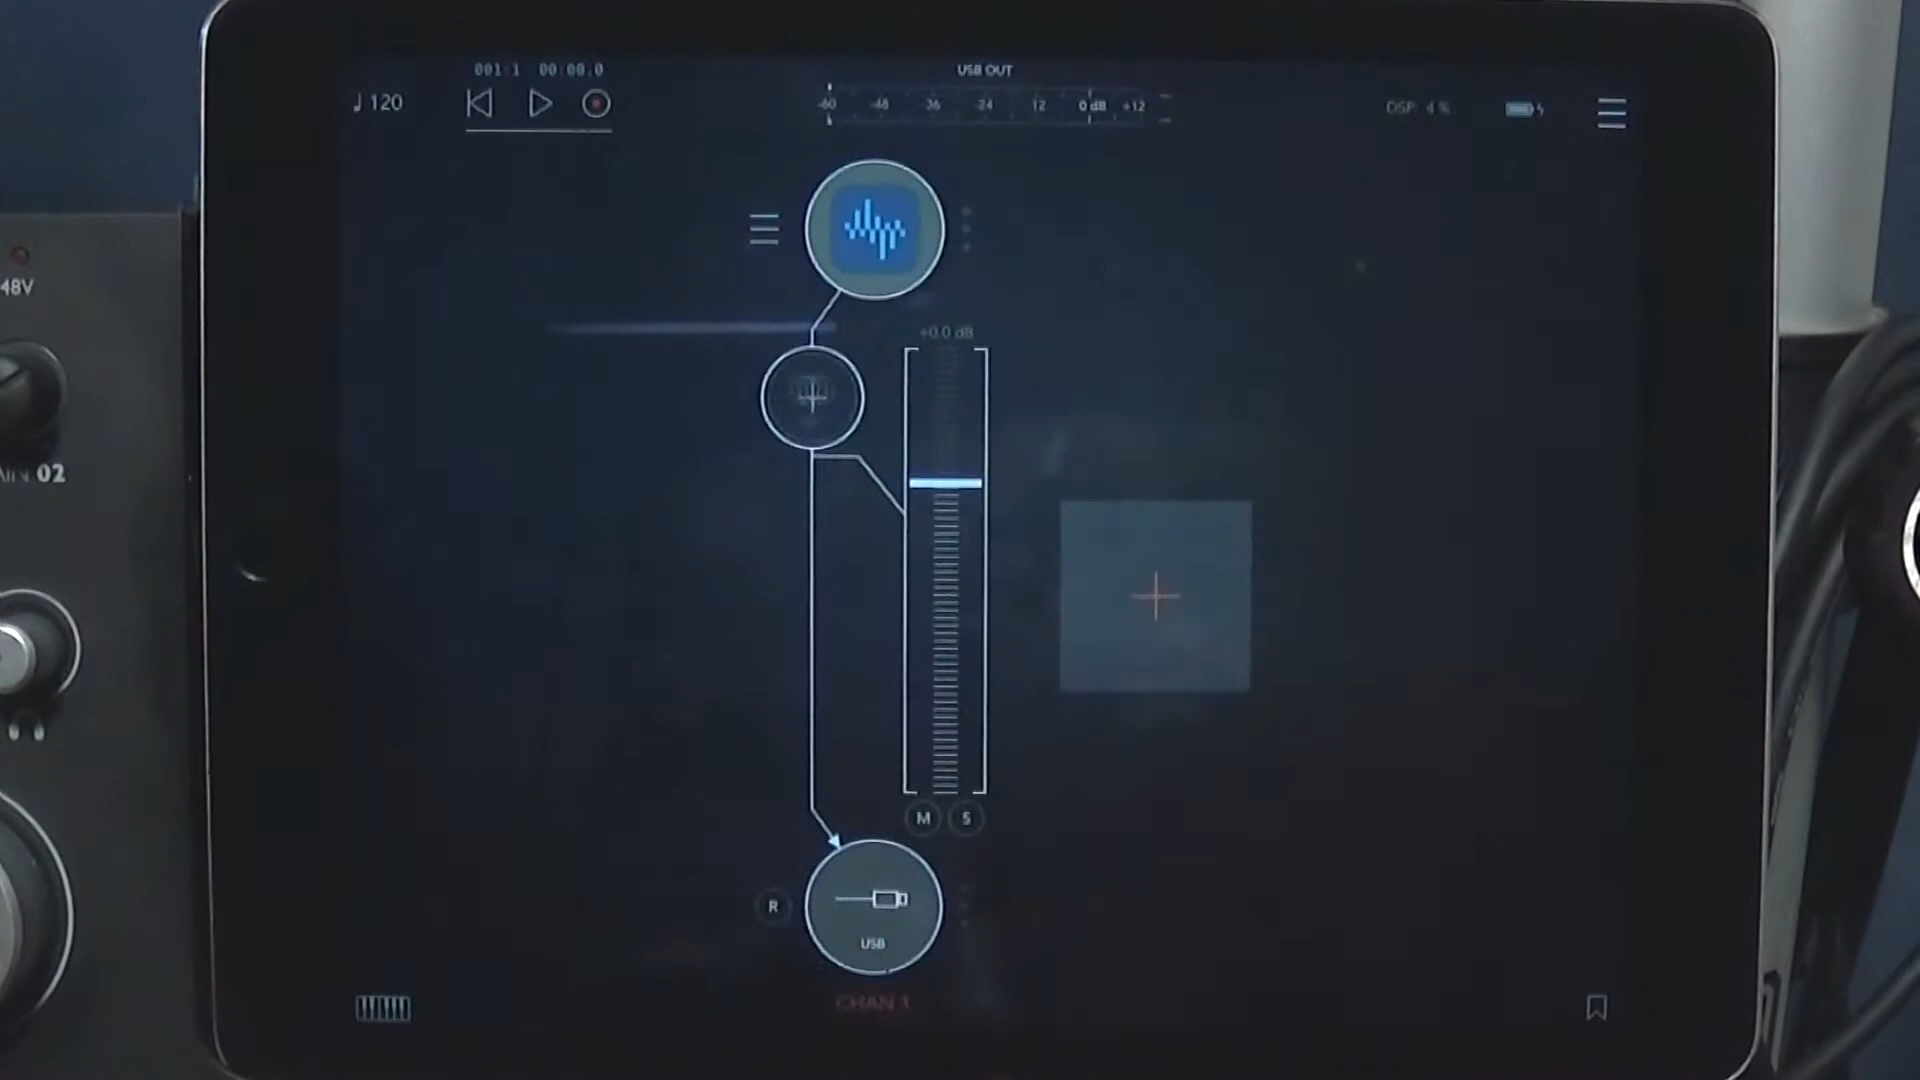 001:1 00:00.0
USB OUT
♩ 120
-60 -48 -36 -24 12 0 dB +12
DSP: 4 %
48V
+0.0 dB
02
M S
R
USB
CHAN 1